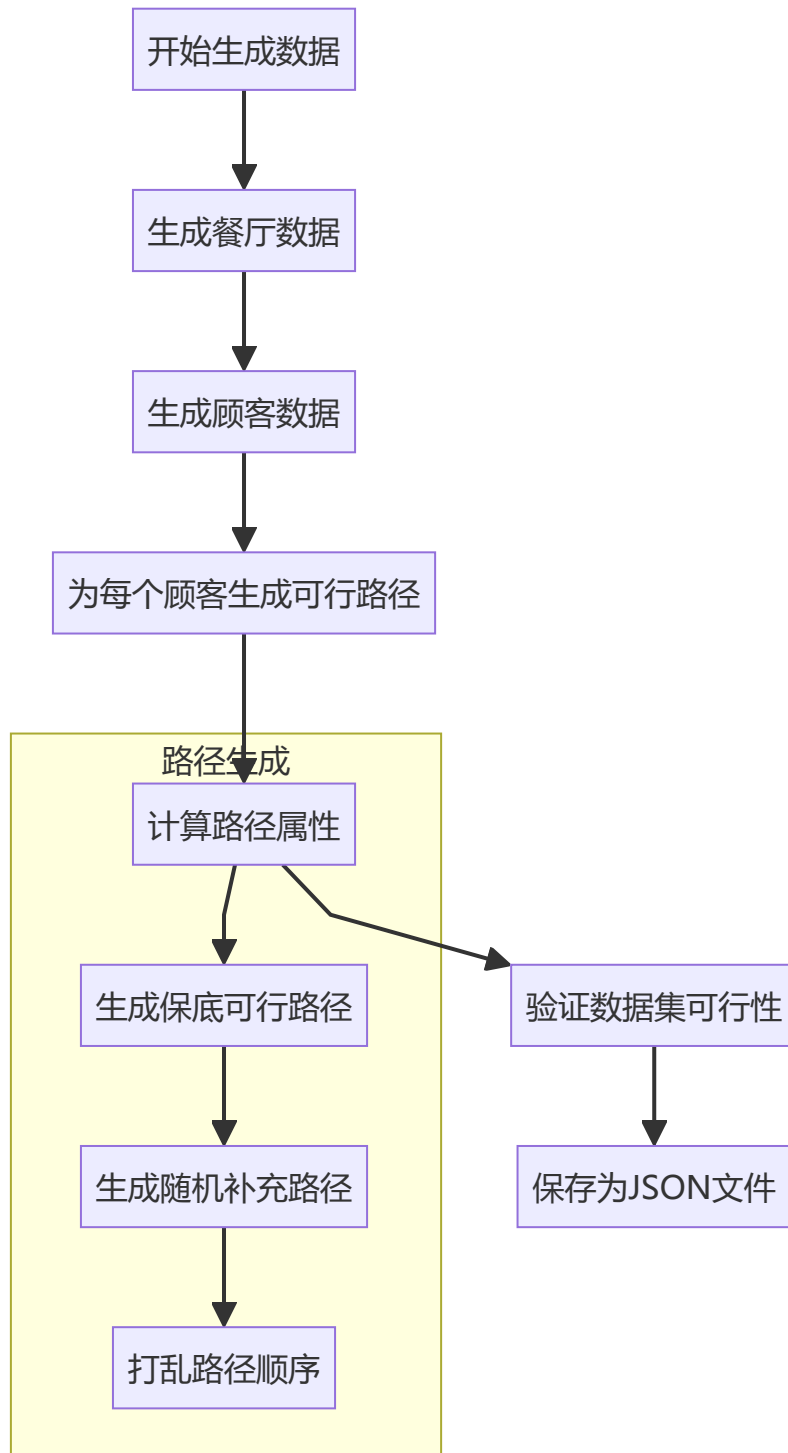 开始生成数据
生成餐厅数据
生成顾客数据
为每个顾客生成可行路径
路径生成
计算路径属性
生成保底可行路径
验证数据集可行性
生成随机补充路径
保存为JSON文件
打乱路径顺序